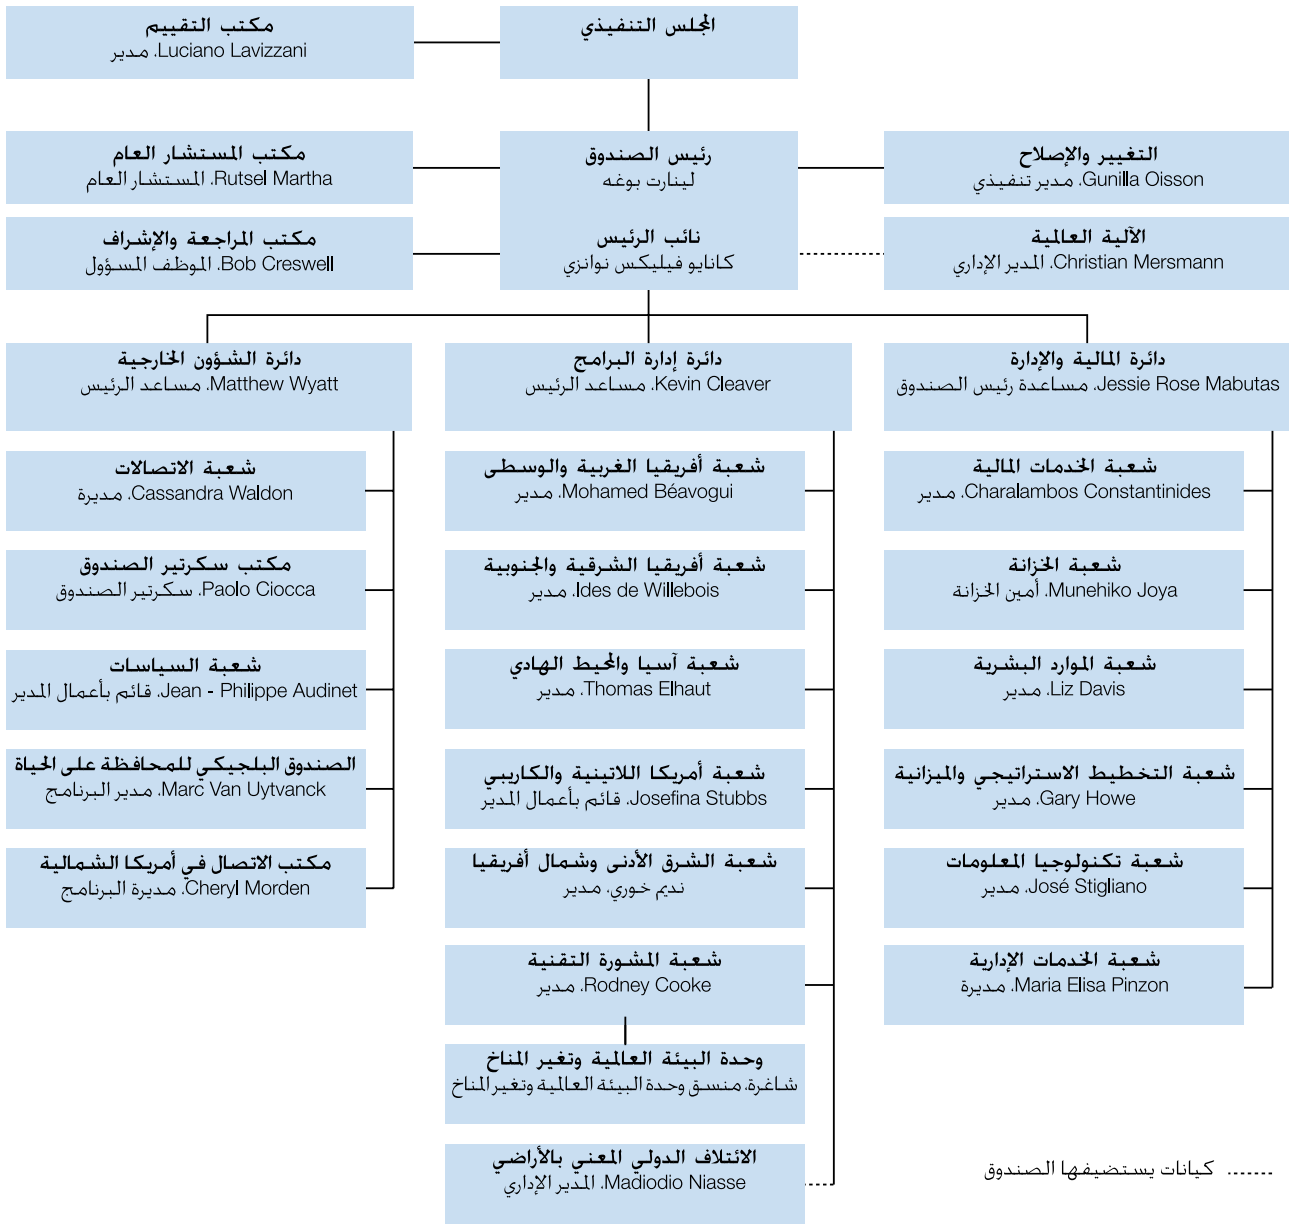 المجلس التنفيذي
مكتب التقييم
Luciano Lavizzani، مدير
التغيير والإصلاح
Gunilla Oisson، مدير تنفيذي
رئيس الصندوق
لينارت بوغه
مكتب المستشار العام
Rutsel Martha، المستشار العام
الآلية العالمية
Christian Mersmann، المدير الإداري
نائب الرئيس
كانايو فيليكس نوانزي
مكتب المراجعة والإشراف
Bob Creswell، الموظف المسؤول
دائرة المالية والإدارة
Jessie Rose Mabutas، مساعدة رئيس الصندوق
شعبة الخدمات المالية
Charalambos Constantinides، مدير
شعبة الخزانة
Munehiko Joya، أمين الخزانة
شعبة الموارد البشرية
Liz Davis، مدير
شعبة التخطيط الاستراتيجي والميزانية
Gary Howe، مدير
شعبة تكنولوجيا المعلومات
José Stigliano، مدير
شعبة الخدمات الإدارية
Maria Elisa Pinzon، مديرة
دائرة إدارة البرامج
Kevin Cleaver، مساعد الرئيس
شعبة أفريقيا الغربية والوسطى
Mohamed Béavogui، مدير
شعبة أفريقيا الشرقية والجنوبية
Ides de Willebois، مدير
شعبة آسيا والمحيط الهادي
Thomas Elhaut، مدير
شعبة أمريكا اللاتينية والكاريبي
Josefina Stubbs، قائم بأعمال المدير
شعبة الشرق الأدنى وشمال أفريقيا
نديم خوري، مدير
شعبة المشورة التقنية
Rodney Cooke، مدير
وحدة البيئة العالمية وتغير المناخ
شاغرة، منسق وحدة البيئة العالمية وتغير المناخ
الائتلاف الدولي المعني بالأراضي
Madiodio Niasse، المدير الإداري
دائرة الشؤون الخارجية
Matthew Wyatt، مساعد الرئيس
شعبة الاتصالات
Cassandra Waldon، مديرة
مكتب سكرتير الصندوق
Paolo Ciocca، سكرتير الصندوق
شعبة السياسات
Jean - Philippe Audinet، قائم بأعمال المدير
الصندوق البلجيكي للمحافظة على الحياة
Marc Van Uytvanck، مدير البرنامج
مكتب الاتصال في أمريكا الشمالية
Cheryl Morden، مديرة البرنامج
كيانات يستضيفها الصندوق